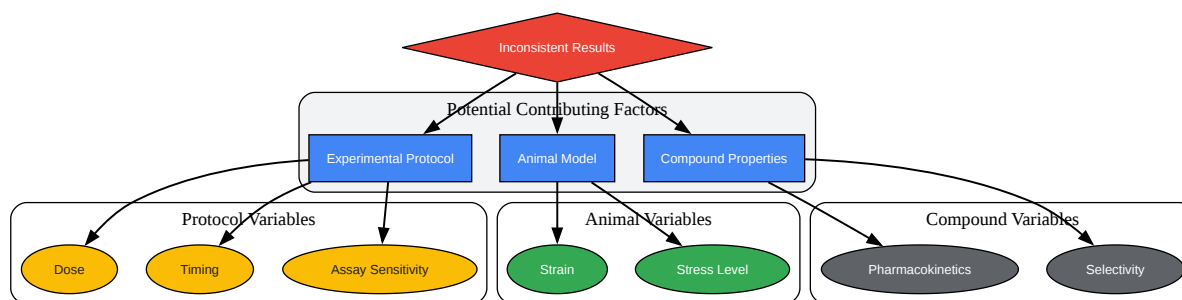 Inconsistent Results
Potential Contributing Factors
Experimental Protocol
Animal Model
Compound Properties
Protocol Variables
Animal Variables
Compound Variables
Dose
Timing
Assay Sensitivity
Strain
Stress Level
Pharmacokinetics
Selectivity